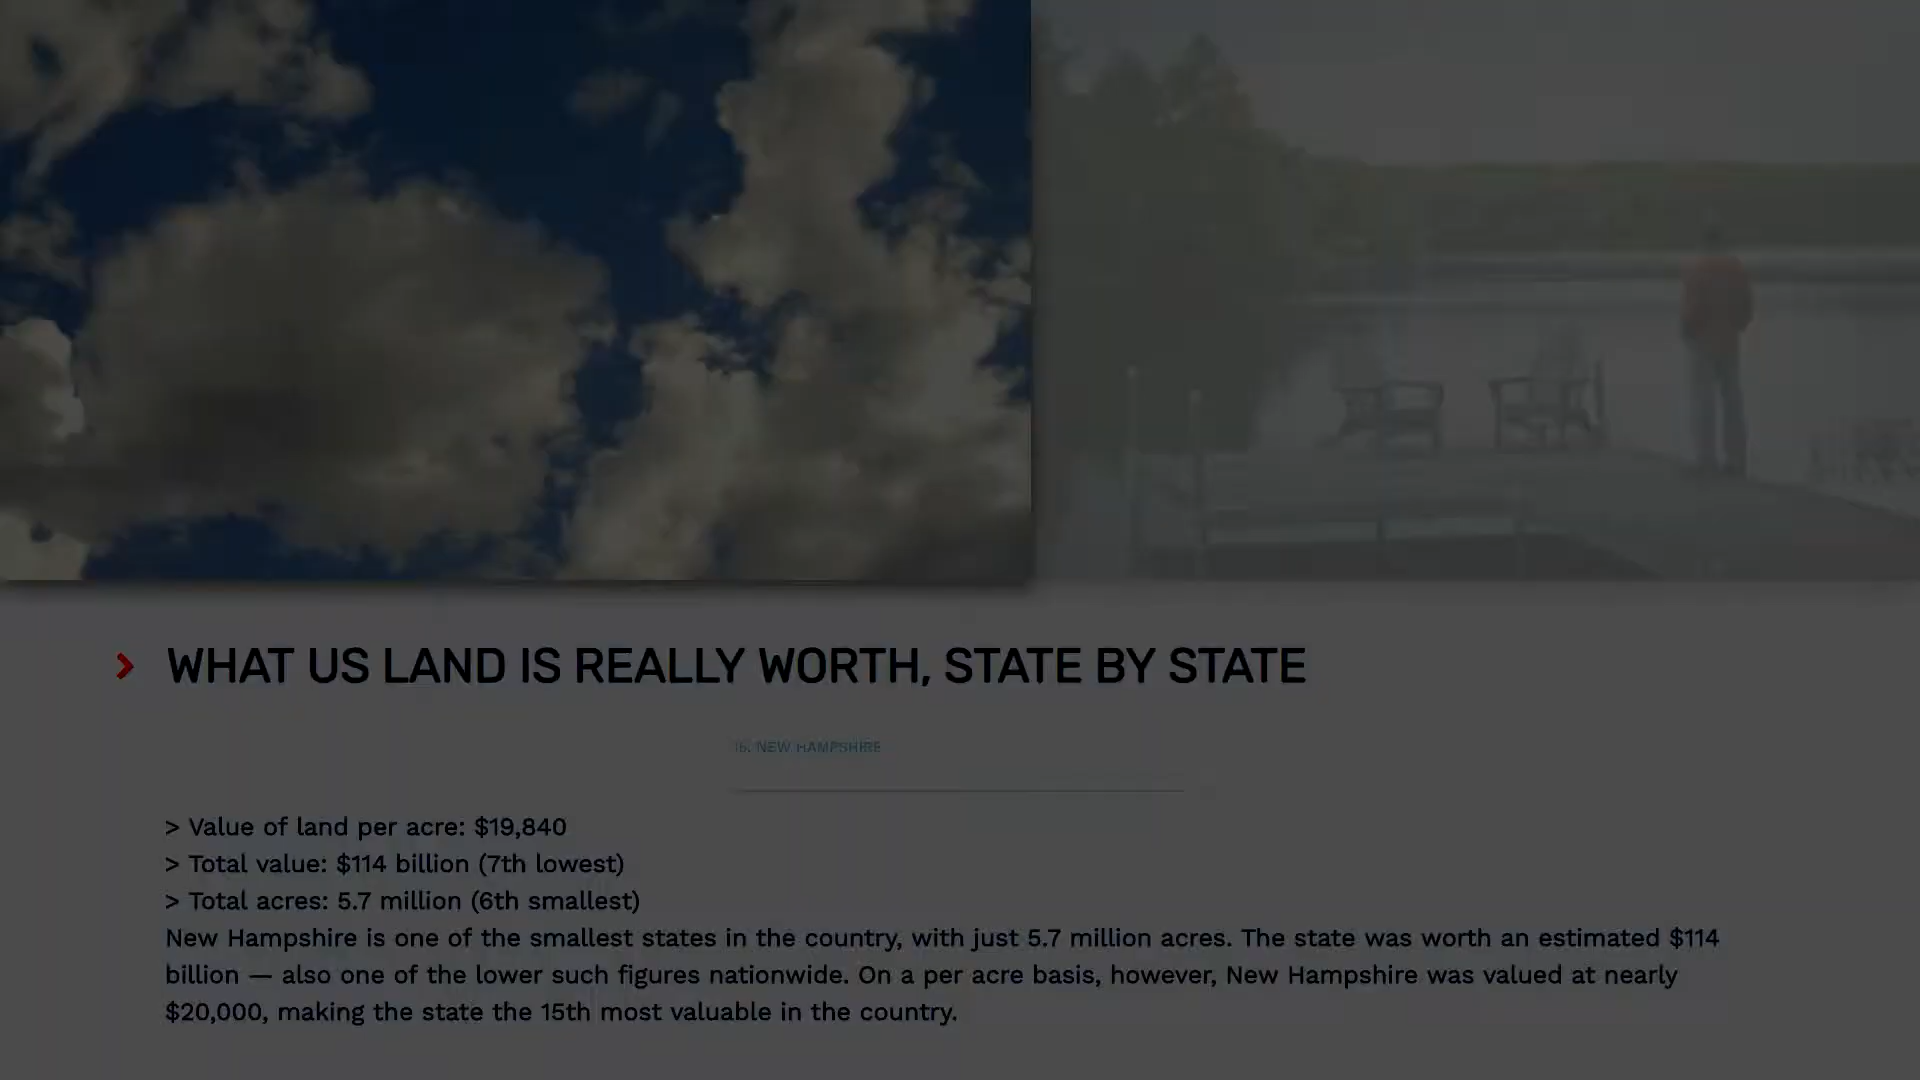 WHAT US LAND IS REALLY WORTH, STATE BY STATE
15. NEW HAMPSHIRE
> Value of land per acre: $19,840
> Total value: $114 billion (7th lowest)
> Total acres: 5.7 million (6th smallest)
New Hampshire is one of the smallest states in the country, with just 5.7 million acres. The state was worth an estimated $114
billion — also one of the lower such figures nationwide. On a per acre basis, however, New Hampshire was valued at nearly
$20,000, making the state the 15th most valuable in the country.